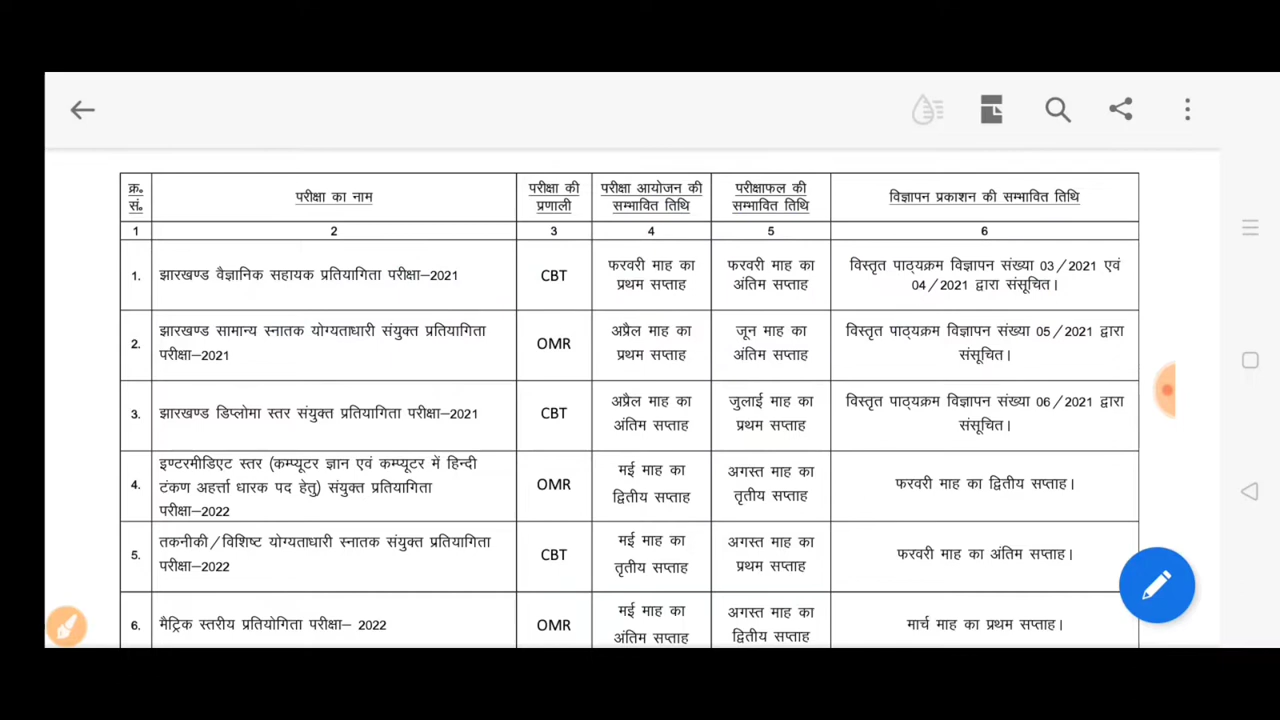 क्र॰ सं॰
परीक्षा का नाम
परीक्षा की प्रणाली
परीक्षा आयोजन की सम्भावित तिथि
परीक्षाफल की सम्भावित तिथि
विज्ञापन प्रकाशन की सम्भावित तिथि
1 2 3 4 5 6
1.
झारखण्ड वैज्ञानिक सहायक प्रतियागिता परीक्षा–2021
CBT
फरवरी माह का
प्रथम सप्ताह
फरवरी माह का
अंतिम सप्ताह
विस्तृत पाठ्यक्रम विज्ञापन संख्या 03/2021 एवं
04/2021 द्वारा संसूचित।
2.
झारखण्ड सामान्य स्नातक योग्यताधारी संयुक्त प्रतियागिता
परीक्षा–2021
OMR
अप्रैल माह का
प्रथम सप्ताह
जून माह का
अंतिम सप्ताह
विस्तृत पाठ्यक्रम विज्ञापन संख्या 05/2021 द्वारा
संसूचित।
3.
झारखण्ड डिप्लोमा स्तर संयुक्त प्रतियागिता परीक्षा–2021
CBT
अप्रैल माह का
अंतिम सप्ताह
जुलाई माह का
प्रथम सप्ताह
विस्तृत पाठ्यक्रम विज्ञापन संख्या 06/2021 द्वारा
संसूचित।
4.
इण्टरमीडिएट स्तर (कम्प्यूटर ज्ञान एवं कम्प्यूटर में हिन्दी
टंकण अहर्त्ता धारक पद हेतु) संयुक्त प्रतियागिता
परीक्षा–2022
OMR
मई माह का
द्वितीय सप्ताह
अगस्त माह का
तृतीय सप्ताह
फरवरी माह का द्वितीय सप्ताह।
5.
तकनीकी/विशिष्ट योग्यताधारी स्नातक संयुक्त प्रतियागिता
परीक्षा–2022
CBT
मई माह का
तृतीय सप्ताह
अगस्त माह का
प्रथम सप्ताह
फरवरी माह का अंतिम सप्ताह।
6.
मैट्रिक स्तरीय प्रतियोगिता परीक्षा– 2022
OMR
मई माह का
अंतिम सप्ताह
अगस्त माह का
द्वितीय सप्ताह
मार्च माह का प्रथम सप्ताह।